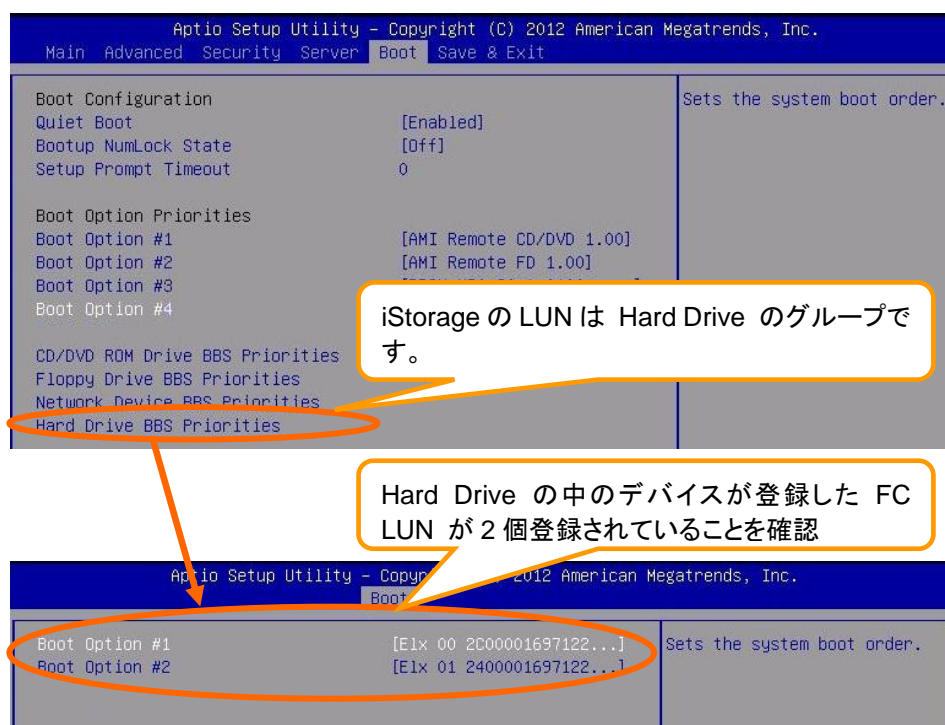 Aptio Setup Utility – Copyright (C) 2012 American Megatrends, Inc.
Main Advanced Security Server Boot Save & Exit
Boot Configuration
Quiet Boot [Enabled]
Bootup NumLock State [Off]
Setup Prompt Timeout 0
Boot Option Priorities
Boot Option #1 [AMI Remote CD/DVD 1.00]
Boot Option #2 [AMI Remote FD 1.00]
Boot Option #3
Boot Option #4
CD/DVD ROM Drive BBS Priorities
Floppy Drive BBS Priorities
Network Device BBS Priorities
Hard Drive BBS Priorities
Sets the system boot order.
iStorage の LUN は Hard Drive のグループで
す。
Hard Drive の中のデバイスが登録した FC
LUN が 2 個登録されていることを確認
Aptio Setup Utility – 2012 American Megatrends, Inc.
Boot
Boot Option #1 [Elx 00 2C00001697122...]
Boot Option #2 [Elx 01 2400001697122...]
Sets the system boot order.